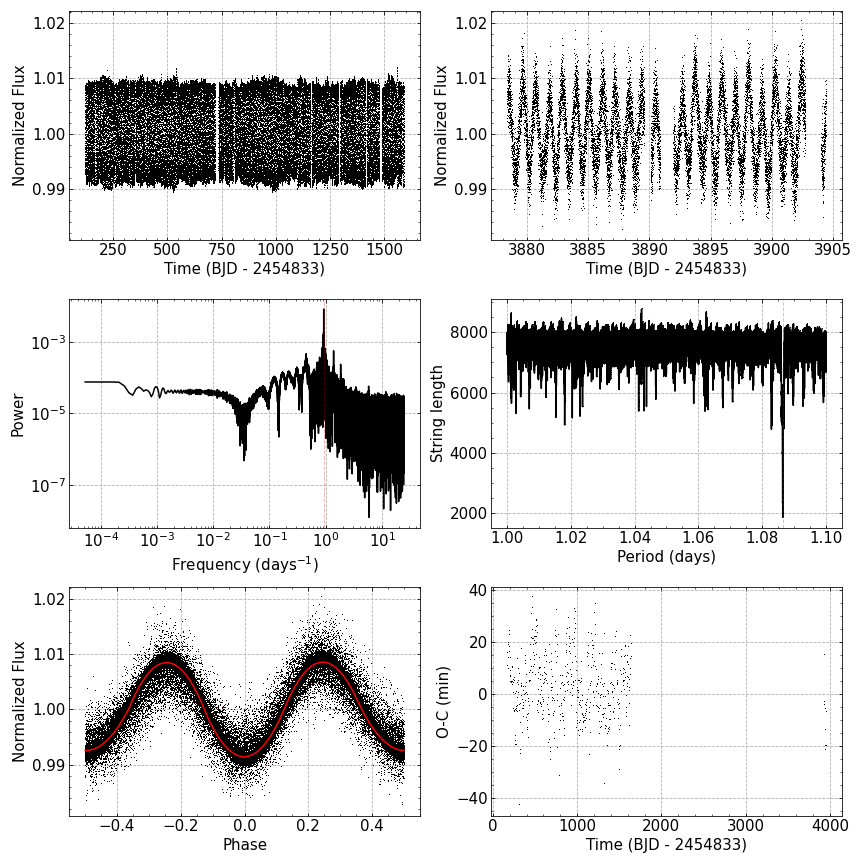 1.02
1.01
1.00
0.99
Normalized Flux
250 500 750 1000 1250 1500
Time (BJD - 2454833)
1.02
1.01
1.00
0.99
Normalized Flux
3880 3885 3890 3895 3900 3905
Time (BJD - 2454833)
10⁻³
10⁻⁵
10⁻⁷
Power
10⁻⁴ 10⁻³ 10⁻² 10⁻¹ 10⁰ 10¹
Frequency (days⁻¹)
8000
6000
4000
2000
String length
1.00 1.02 1.04 1.06 1.08 1.10
Period (days)
1.02
1.01
1.00
0.99
Normalized Flux
−0.4 −0.2 0.0 0.2 0.4
Phase
40
20
0
−20
−40
O-C (min)
0 1000 2000 3000 4000
Time (BJD - 2454833)